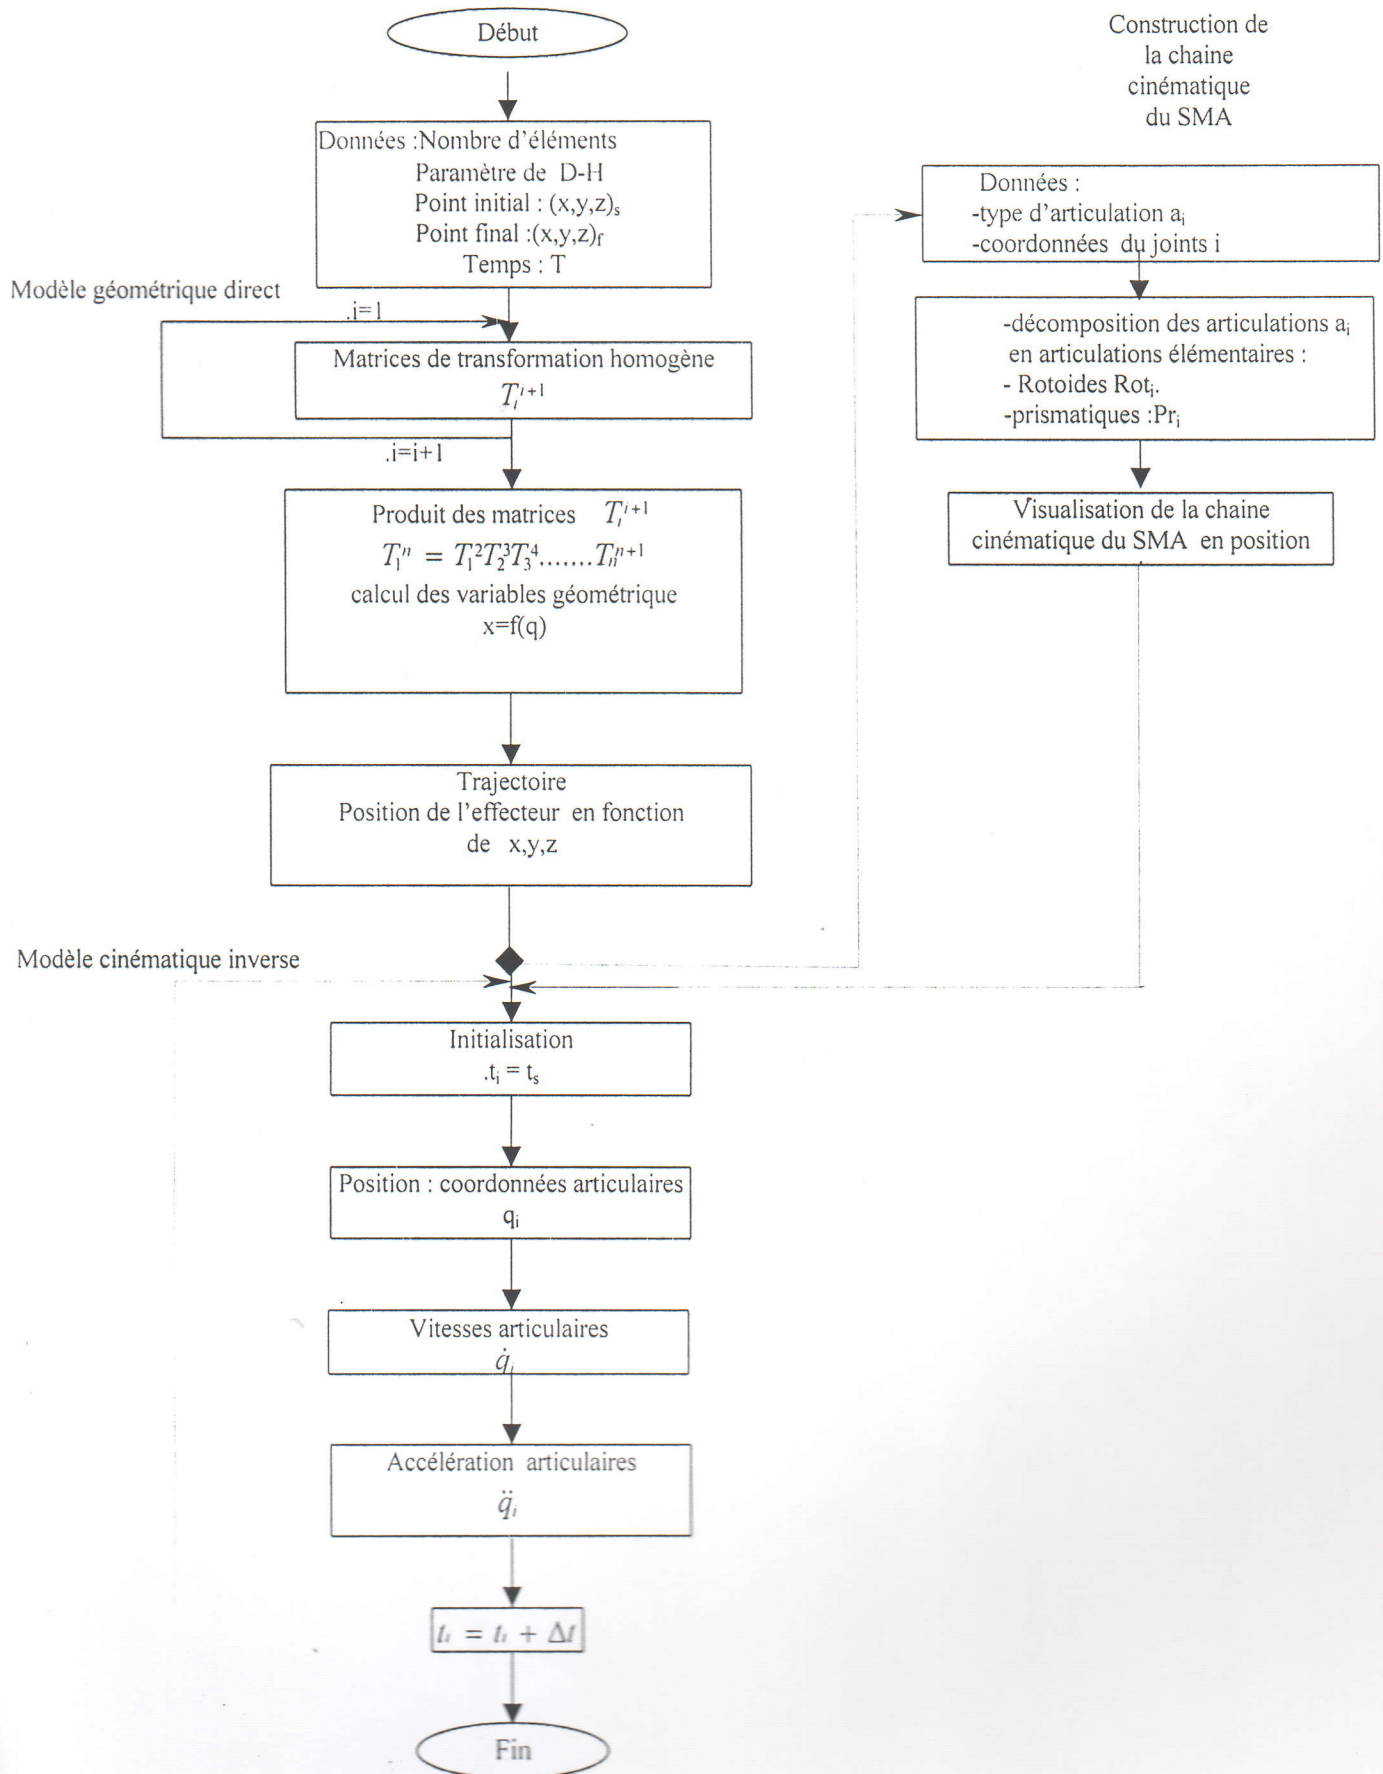 Début
Données :Nombre d'éléments
Paramètre de D-H
Point initial : (x,y,z)ₛ
Point final :(x,y,z)f
Temps : T
Modèle géométrique direct
.i=1
Matrices de transformation homogène
T_i^{i+1}
.i=i+1
Produit des matrices T_i^{i+1}
T_1^n = T_1^2T_2^3T_3^4.......T_n^{n+1}
calcul des variables géométrique
x=f(q)
Trajectoire
Position de l'effecteur en fonction
de x,y,z
Modèle cinématique inverse
Initialisation
.tᵢ = tₛ
Position : coordonnées articulaires
qᵢ
Vitesses articulaires
q̇ᵢ
Accélération articulaires
q̈ᵢ
tᵢ = tᵢ + Δt
Fin
Construction de
la chaine
cinématique
du SMA
Données :
-type d'articulation aᵢ
-coordonnées du joints i
-décomposition des articulations aᵢ
en articulations élémentaires :
- Rotoides Rotᵢ.
-prismatiques :Prᵢ
Visualisation de la chaine
cinématique du SMA en position